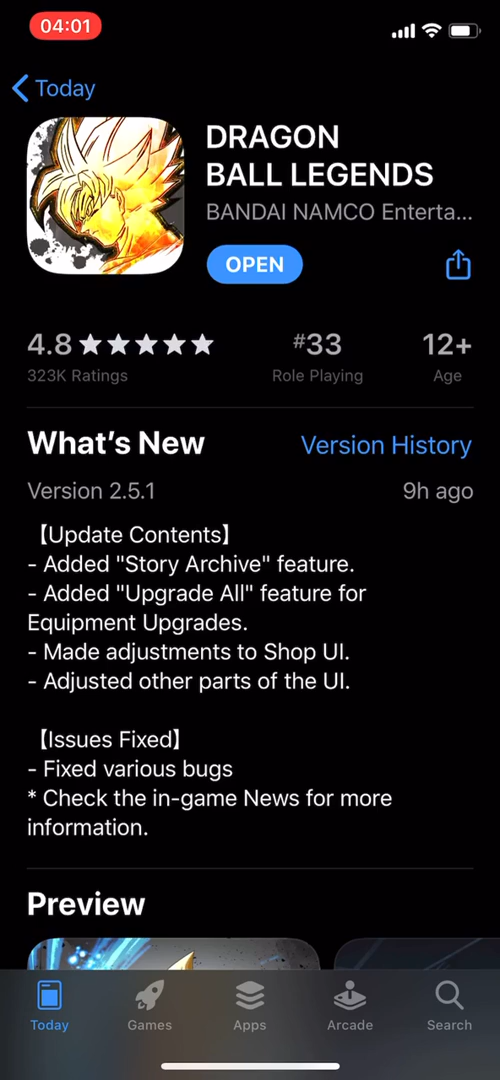 04:01
Today
DRAGON
BALL LEGENDS
BANDAI NAMCO Enterta...
OPEN
4.8
#33
12+
323K Ratings
Role Playing
Age
What's New
Version History
Version 2.5.1
9h ago
【Update Contents】
- Added "Story Archive" feature.
- Added "Upgrade All" feature for
Equipment Upgrades.
- Made adjustments to Shop UI.
- Adjusted other parts of the UI.
【Issues Fixed】
- Fixed various bugs
* Check the in-game News for more
information.
Preview
Today
Games
Apps
Arcade
Search